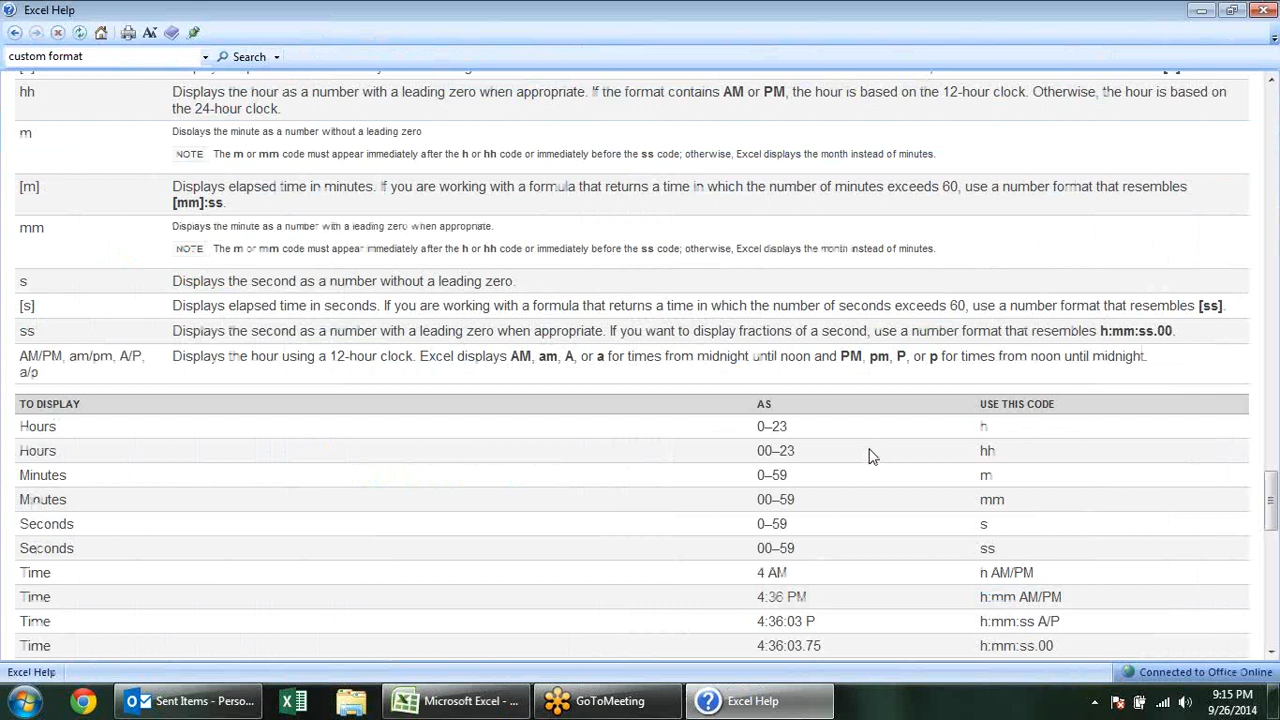 Excel Help
custom format
Search
hh Displays the hour as a number with a leading zero when appropriate. If the format contains AM or PM, the hour is based on the 12-hour clock. Otherwise, the hour is based on
the 24-hour clock.
m Displays the minute as a number without a leading zero
NOTE The m or mm code must appear immediately after the h or hh code or immediately before the ss code; otherwise, Excel displays the month instead of minutes.
[m] Displays elapsed time in minutes. If you are working with a formula that returns a time in which the number of minutes exceeds 60, use a number format that resembles
[mm]:ss.
mm Displays the minute as a number with a leading zero when appropriate.
NOTE The m or mm code must appear immediately after the h or hh code or immediately before the ss code; otherwise, Excel displays the month instead of minutes.
s Displays the second as a number without a leading zero.
[s] Displays elapsed time in seconds. If you are working with a formula that returns a time in which the number of seconds exceeds 60, use a number format that resembles [ss].
ss Displays the second as a number with a leading zero when appropriate. If you want to display fractions of a second, use a number format that resembles h:mm:ss.00.
AM/PM, am/pm, A/P, Displays the hour using a 12-hour clock. Excel displays AM, am, A, or a for times from midnight until noon and PM, pm, P, or p for times from noon until midnight.
a/p
TO DISPLAY AS USE THIS CODE
Hours 0–23 h
Hours 00–23 hh
Minutes 0–59 m
Minutes 00–59 mm
Seconds 0–59 s
Seconds 00–59 ss
Time 4 AM h AM/PM
Time 4:36 PM h:mm AM/PM
Time 4:36:03 P h:mm:ss A/P
Time 4:36:03.75 h:mm:ss.00
Excel Help Connected to Office Online
Sent Items - Perso... Microsoft Excel - ... GoToMeeting Excel Help 9:15 PM
9/26/2014